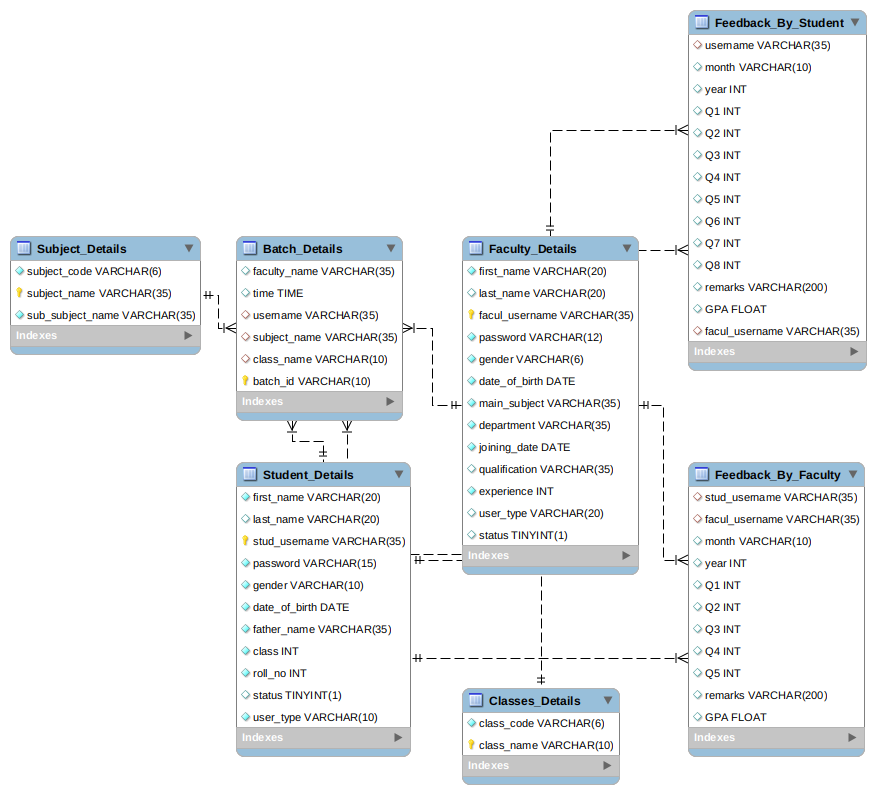 Feedback_By_Student
username VARCHAR(35)
month VARCHAR(10)
year INT
Q1 INT
Q2 INT
Q3 INT
Q4 INT
Q5 INT
Q6 INT
Q7 INT
Q8 INT
remarks VARCHAR(200)
GPA FLOAT
facul_username VARCHAR(35)
Indexes
Subject_Details
subject_code VARCHAR(6)
subject_name VARCHAR(35)
sub_subject_name VARCHAR(35)
Indexes
Batch_Details
faculty_name VARCHAR(35)
time TIME
username VARCHAR(35)
subject_name VARCHAR(35)
class_name VARCHAR(10)
batch_id VARCHAR(10)
Indexes
Faculty_Details
first_name VARCHAR(20)
last_name VARCHAR(20)
facul_username VARCHAR(35)
password VARCHAR(12)
gender VARCHAR(6)
date_of_birth DATE
main_subject VARCHAR(35)
department VARCHAR(35)
joining_date DATE
qualification VARCHAR(35)
experience INT
user_type VARCHAR(20)
status TINYINT(1)
Indexes
Student_Details
first_name VARCHAR(20)
last_name VARCHAR(20)
stud_username VARCHAR(35)
password VARCHAR(15)
gender VARCHAR(10)
date_of_birth DATE
father_name VARCHAR(35)
class INT
roll_no INT
status TINYINT(1)
user_type VARCHAR(10)
Indexes
Feedback_By_Faculty
stud_username VARCHAR(35)
facul_username VARCHAR(35)
month VARCHAR(10)
year INT
Q1 INT
Q2 INT
Q3 INT
Q4 INT
Q5 INT
remarks VARCHAR(200)
GPA FLOAT
Indexes
Classes_Details
class_code VARCHAR(6)
class_name VARCHAR(10)
Indexes